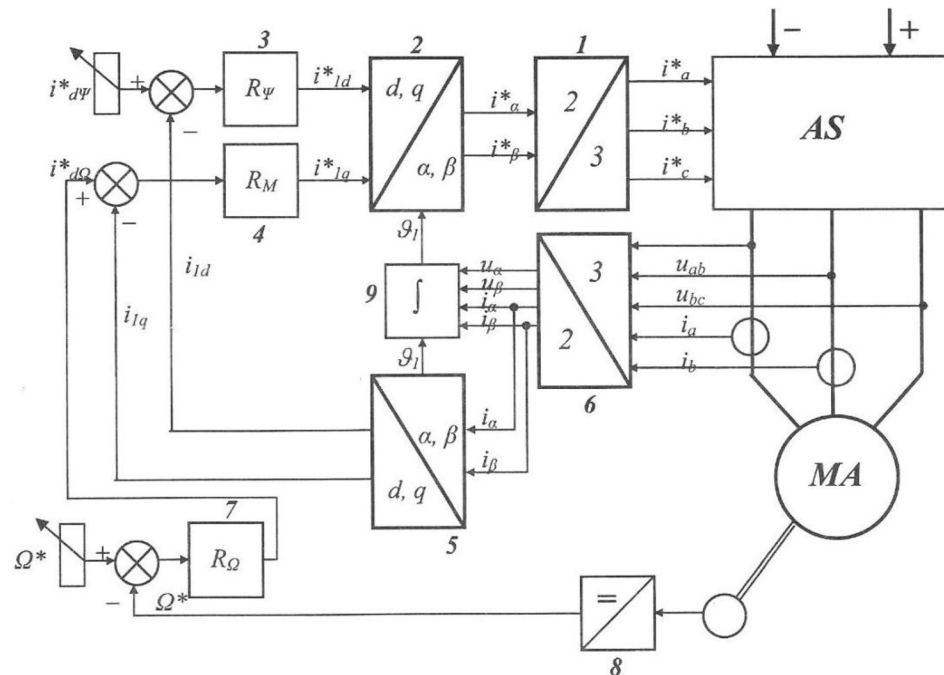 3 2 1 − +
i*dΨ + RΨ i*1d d, q i*α 2 i*a AS
− i*β i*b
i*dΩ RM i*1q α, β 3 i*c
+ − 4 ϑ1
i1d 9 ∫ uα 3
uβ uab
iα ubc
i1q iβ 2 ia
ϑ1 ib
6
α, β iα
d, q iβ MA
7 5
Ω* + RΩ
− Ω* =
8